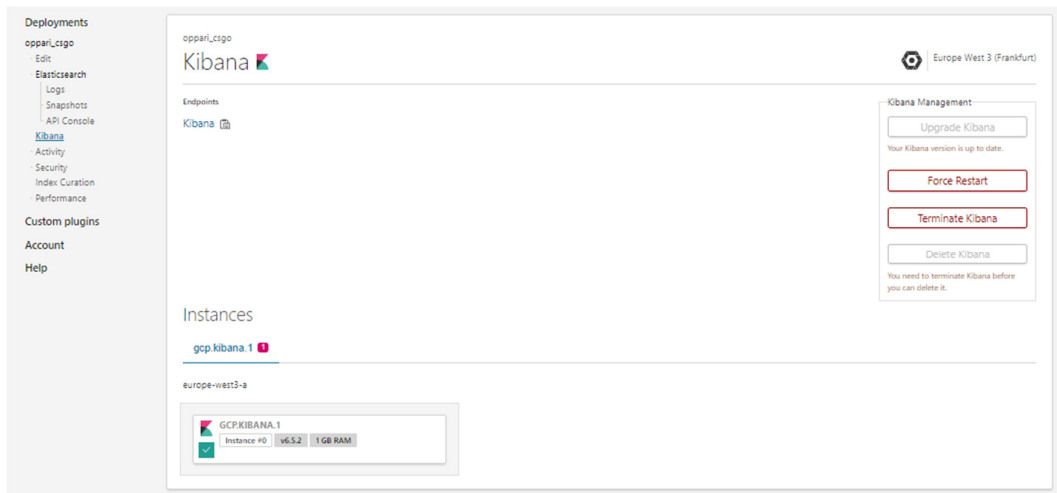 Deployments
oppari_csgo
Edit
Elasticsearch
Logs
Snapshots
API Console
Kibana
Activity
Security
Index Curation
Performance
Custom plugins
Account
Help
oppari_csgo
Kibana
Europe West 3 (Frankfurt)
Endpoints
Kibana
Kibana Management
Upgrade Kibana
Your Kibana version is up to date.
Force Restart
Terminate Kibana
Delete Kibana
You need to terminate Kibana before
you can delete it.
Instances
gcp.kibana.1 1
europe-west3-a
GCP.KIBANA.1
Instance #0 v6.5.2 1 GB RAM